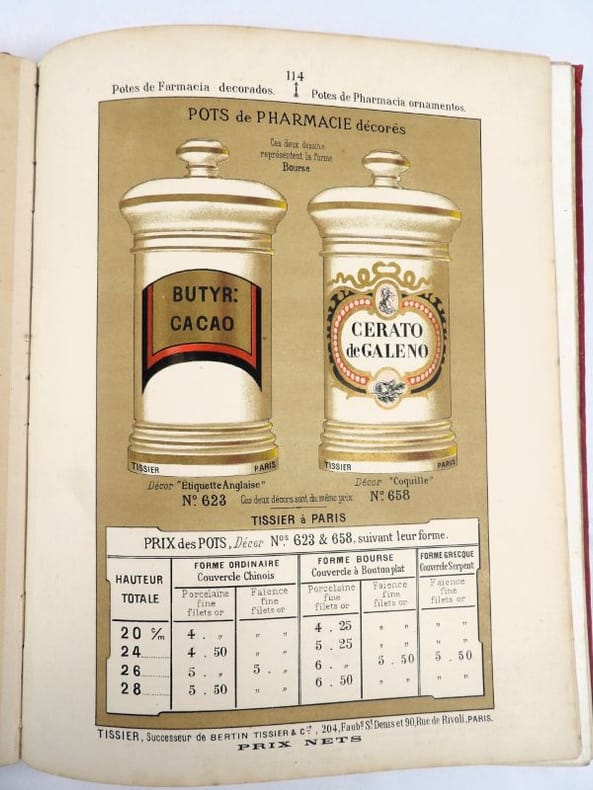 114
Potes de Farmacia decorados. Potes de Pharmacia ornamentos.
POTS de PHARMACIE décorés
Ces deux dessins
représentent la forme
Bourse
BUTYR:
CACAO
CERATO
de GALENO
TISSIER PARIS TISSIER PARIS
Décor "Étiquette Anglaise" Décor "Coquille"
Nº 623 Ces deux décors sont du même prix Nº 658
TISSIER à PARIS
PRIX des POTS, Décor Nos 623 & 658, suivant leur forme.
HAUTEUR TOTALE
FORME ORDINAIRE
Couvercle Chinois
FORME BOURSE
Couvercle à Bouton plat
FORME GRECQUE
Couvercle Serpent
Porcelaine fine filets or
Faïence fine filets or
Porcelaine fine filets or
Faïence fine filets or
Faïence fine filets or
20 c/m 4 . „ „ „ 4 . 25 „ „ „ „
24 4 . 50 „ „ 5 . 25 „ „ „ „
26 5 . „ 5 . „ 6 . „ 5 . 50 5 . 50
28 5 . 50 „ „ 6 . 50 „ „ „ „
TISSIER, Successeur de BERTIN TISSIER & Cie, 204, Faubg St Denis et 90, Rue de Rivoli, PARIS.
PRIX NETS